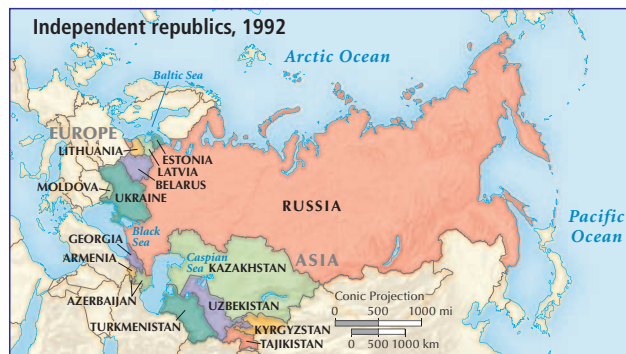 Independent republics, 1992
Arctic Ocean
Baltic Sea
EUROPE
LITHUANIA
ESTONIA
LATVIA
BELARUS
MOLDOVA
UKRAINE
RUSSIA
Pacific
Ocean
GEORGIA
Black
Sea
ARMENIA
Caspian
Sea
ASIA
KAZAKHSTAN
AZERBAIJAN
UZBEKISTAN
TURKMENISTAN
KYRGYZSTAN
TAJIKISTAN
Conic Projection
0 500 1000 mi
0 500 1000 km